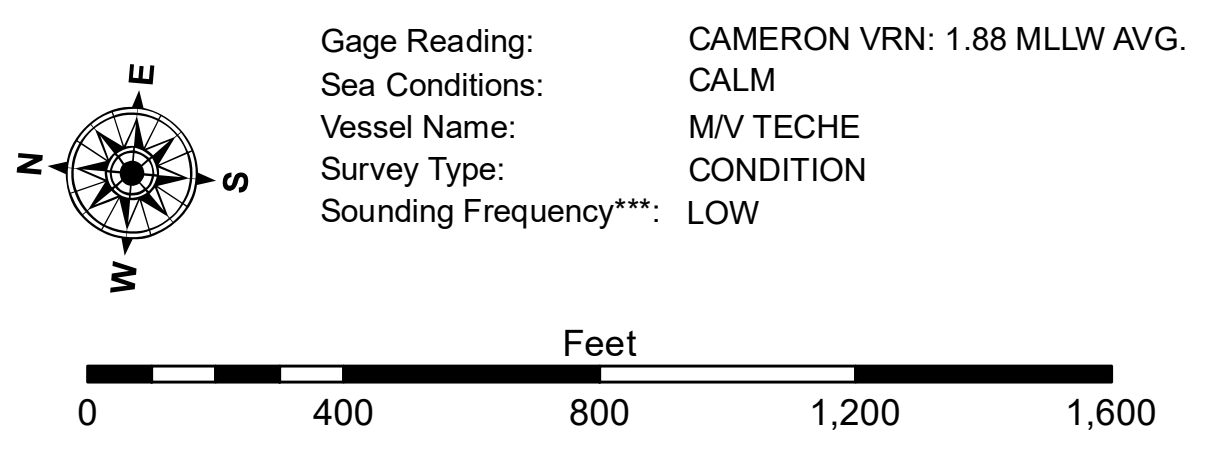 E
N
S
W
Gage Reading: CAMERON VRN: 1.88 MLLW AVG.
Sea Conditions: CALM
Vessel Name: M/V TECHE
Survey Type: CONDITION
Sounding Frequency***: LOW
Feet
0 400 800 1,200 1,600